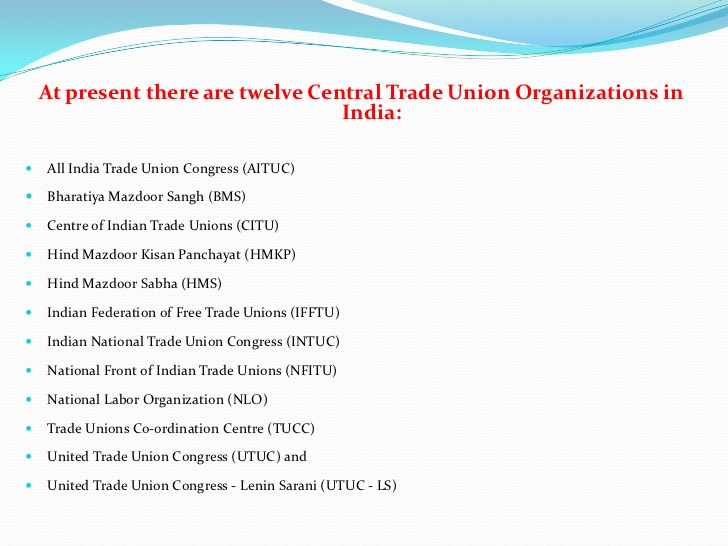 At present there are twelve Central Trade Union Organizations in
India:
• All India Trade Union Congress (AITUC)
• Bharatiya Mazdoor Sangh (BMS)
• Centre of Indian Trade Unions (CITU)
• Hind Mazdoor Kisan Panchayat (HMKP)
• Hind Mazdoor Sabha (HMS)
• Indian Federation of Free Trade Unions (IFFTU)
• Indian National Trade Union Congress (INTUC)
• National Front of Indian Trade Unions (NFITU)
• National Labor Organization (NLO)
• Trade Unions Co-ordination Centre (TUCC)
• United Trade Union Congress (UTUC) and
• United Trade Union Congress - Lenin Sarani (UTUC - LS)